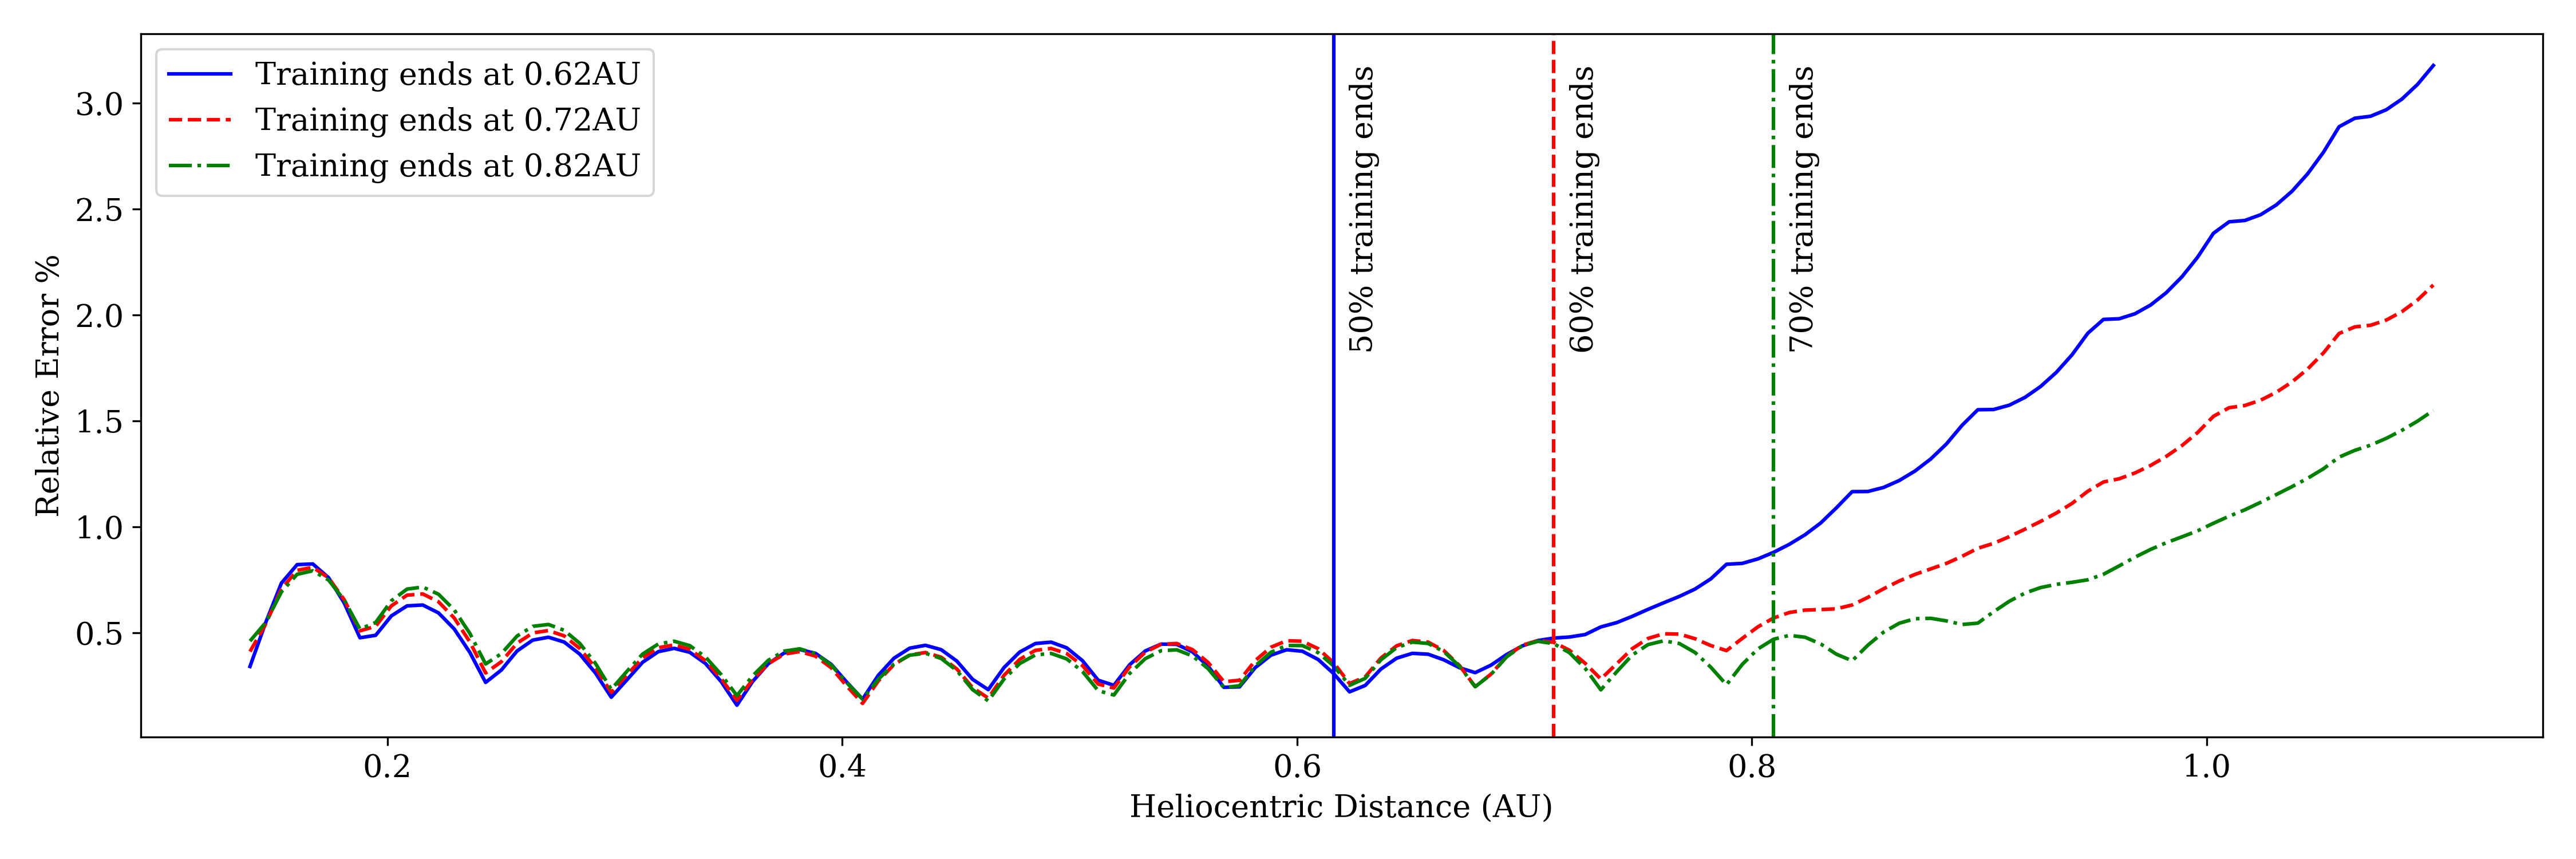 Training ends at 0.62AU
Training ends at 0.72AU
Training ends at 0.82AU
50% training ends
60% training ends
70% training ends
Relative Error %
3.0
2.5
2.0
1.5
1.0
0.5
0.2
0.4
0.6
0.8
1.0
Heliocentric Distance (AU)